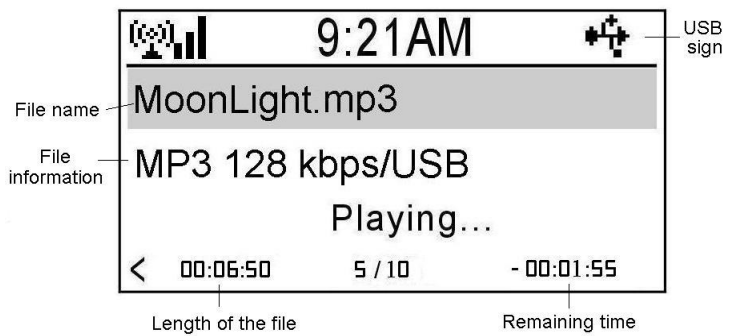 9:21AM
USB
sign
File name
MoonLight.mp3
File
information
MP3 128 kbps/USB
Playing...
< 00:06:50 5/10 - 00:01:55
Length of the file
Remaining time